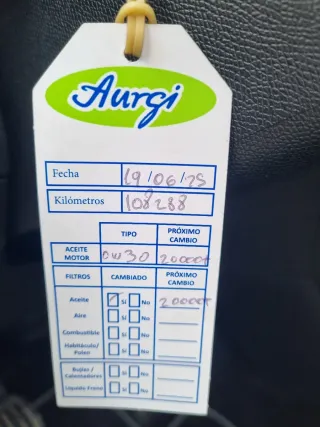 Aurgi
Fecha 19/06/25
Kilómetros 108288
TIPO PRÓXIMO CAMBIO
ACEITE MOTOR 0W30 20000+
FILTROS CAMBIADO PRÓXIMO CAMBIO
Aceite Sí No 20000+
Aire Sí No
Combustible Sí No
Habitáculo/ Polen Sí No
Bujías / Calentadores Sí No
Líquido Freno Sí No